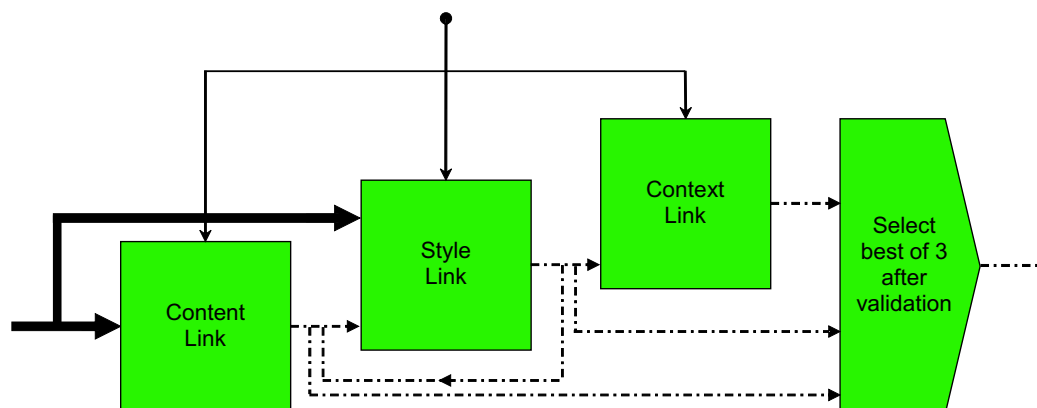 Content
Link
Style
Link
Context
Link
Select
best of 3
after
validation